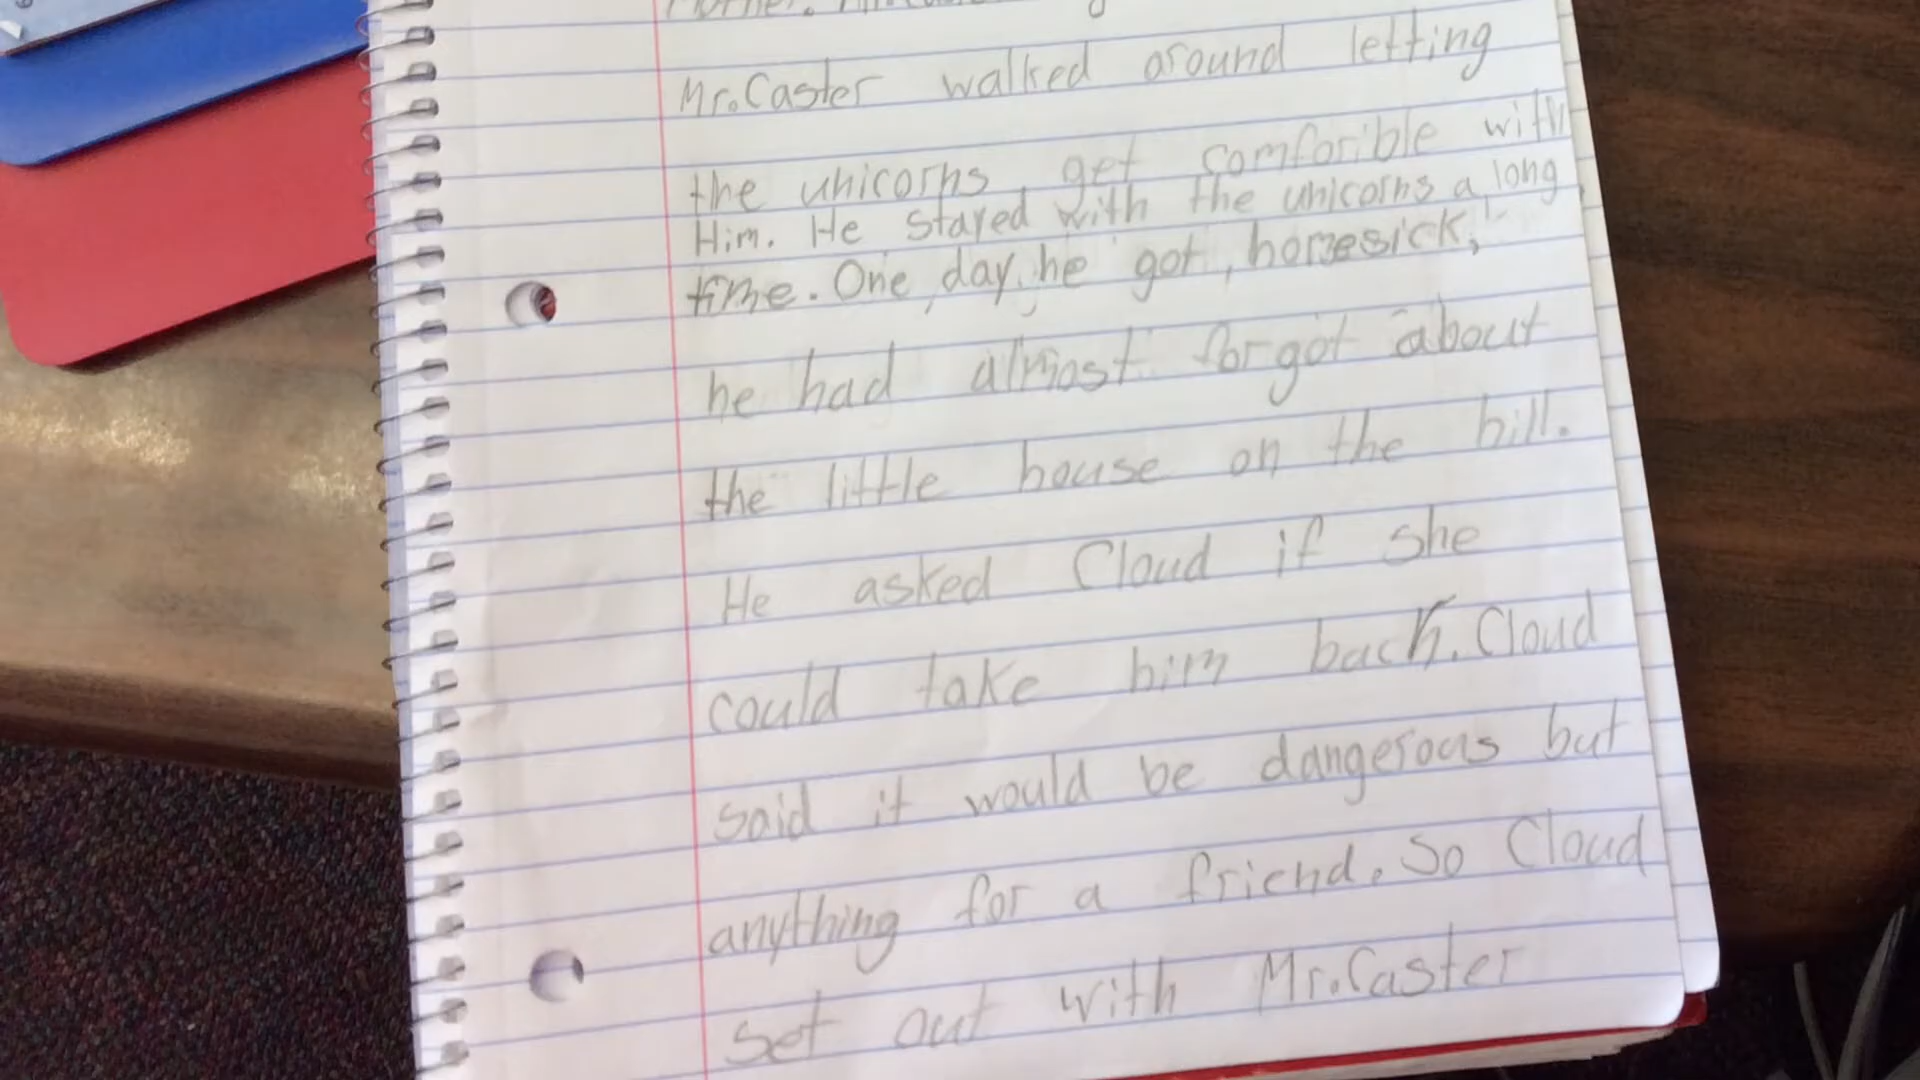 Mr.Caster walked around letting
the unicorns get comforible with
Him. He stayed with the unicorns a long
time. One day, he got, homesick,
he had almost forgot about
the little house on the hill.
He asked Cloud if she
could take him back. Cloud
said it would be dangerous but
anything for a friend. So Cloud
set out with Mr.Caster